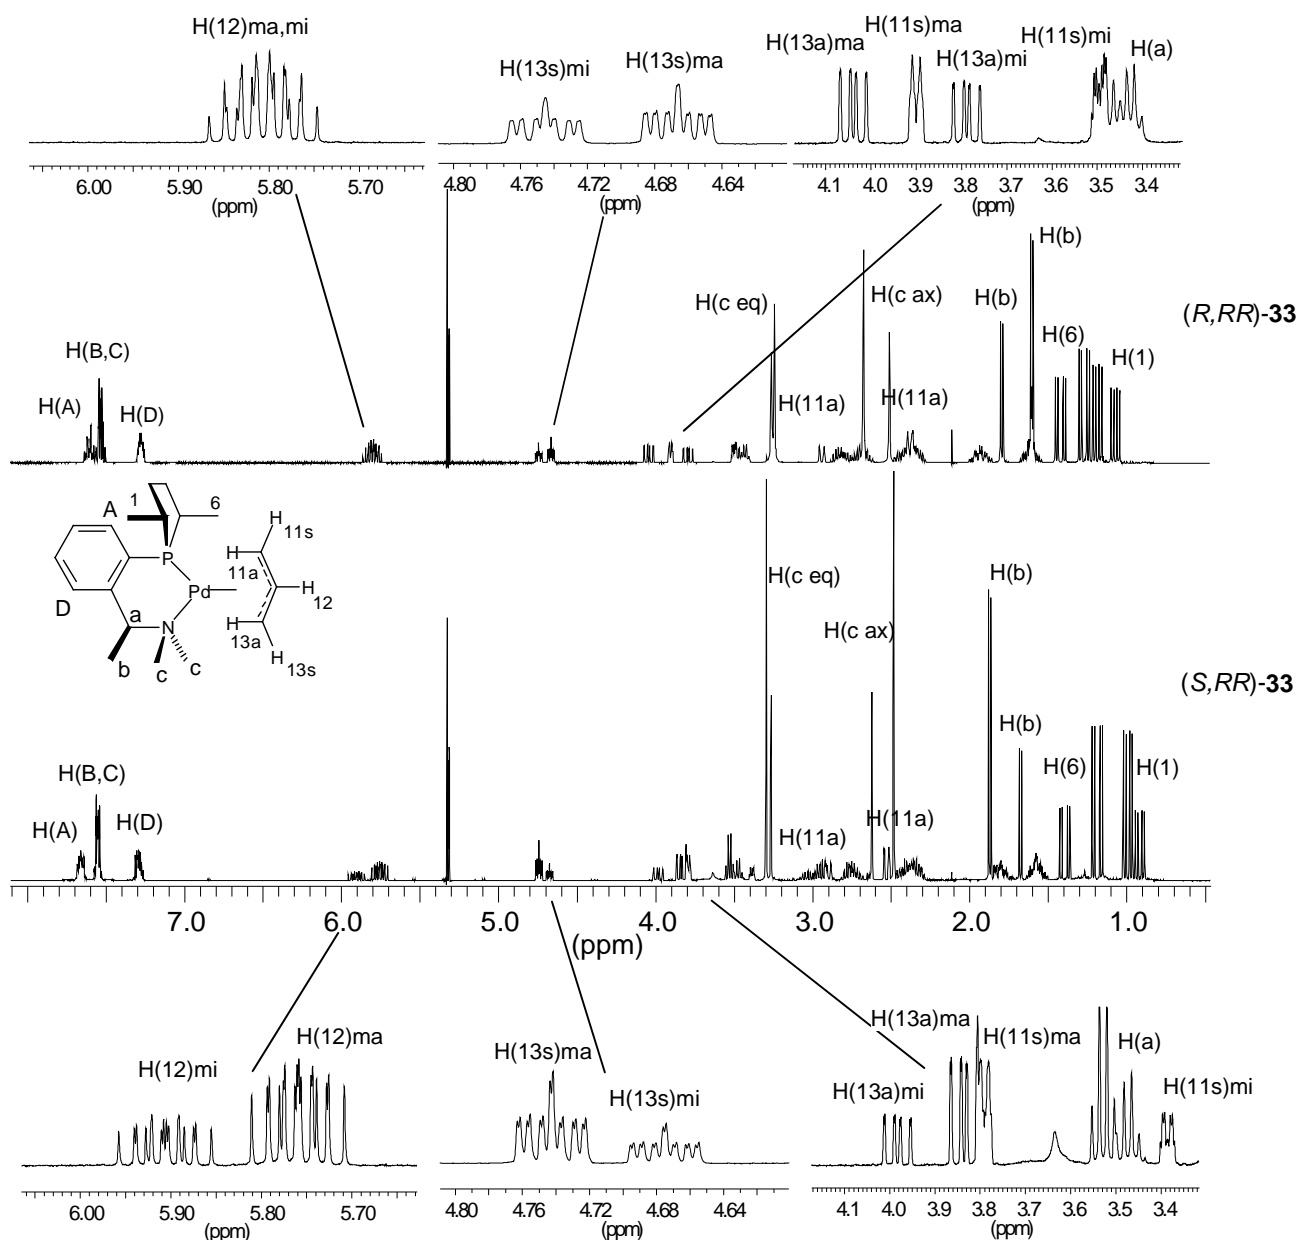 H(12)ma,mi
H(13s)mi
H(13s)ma
H(13a)ma
H(11s)ma
H(13a)mi
H(11s)mi
H(a)
6.00 5.90 5.80 5.70
(ppm)
4.80 4.76 4.72 4.68 4.64
(ppm)
4.1 4.0 3.9 3.8 3.7 3.6 3.5 3.4
(ppm)
H(A)
H(B,C)
H(D)
H(c eq)
H(11a)
H(c ax)
H(11a)
H(b)
H(b)
H(6)
H(1)
(R,RR)-33
A
1
6
P
Pd
N
D
a
b
c
c
H
11s
H
11a
H
12
H
13a
H
13s
(S,RR)-33
H(A)
H(B,C)
H(D)
H(c eq)
H(11a)
H(c ax)
H(11a)
H(b)
H(b)
H(6)
H(1)
7.0 6.0 5.0 4.0 3.0 2.0 1.0
(ppm)
H(12)mi
H(12)ma
H(13s)ma
H(13s)mi
H(13a)ma
H(13a)mi
H(11s)ma
H(a)
H(11s)mi
6.00 5.90 5.80 5.70
(ppm)
4.80 4.76 4.72 4.68 4.64
(ppm)
4.1 4.0 3.9 3.8 3.7 3.6 3.5 3.4
(ppm)